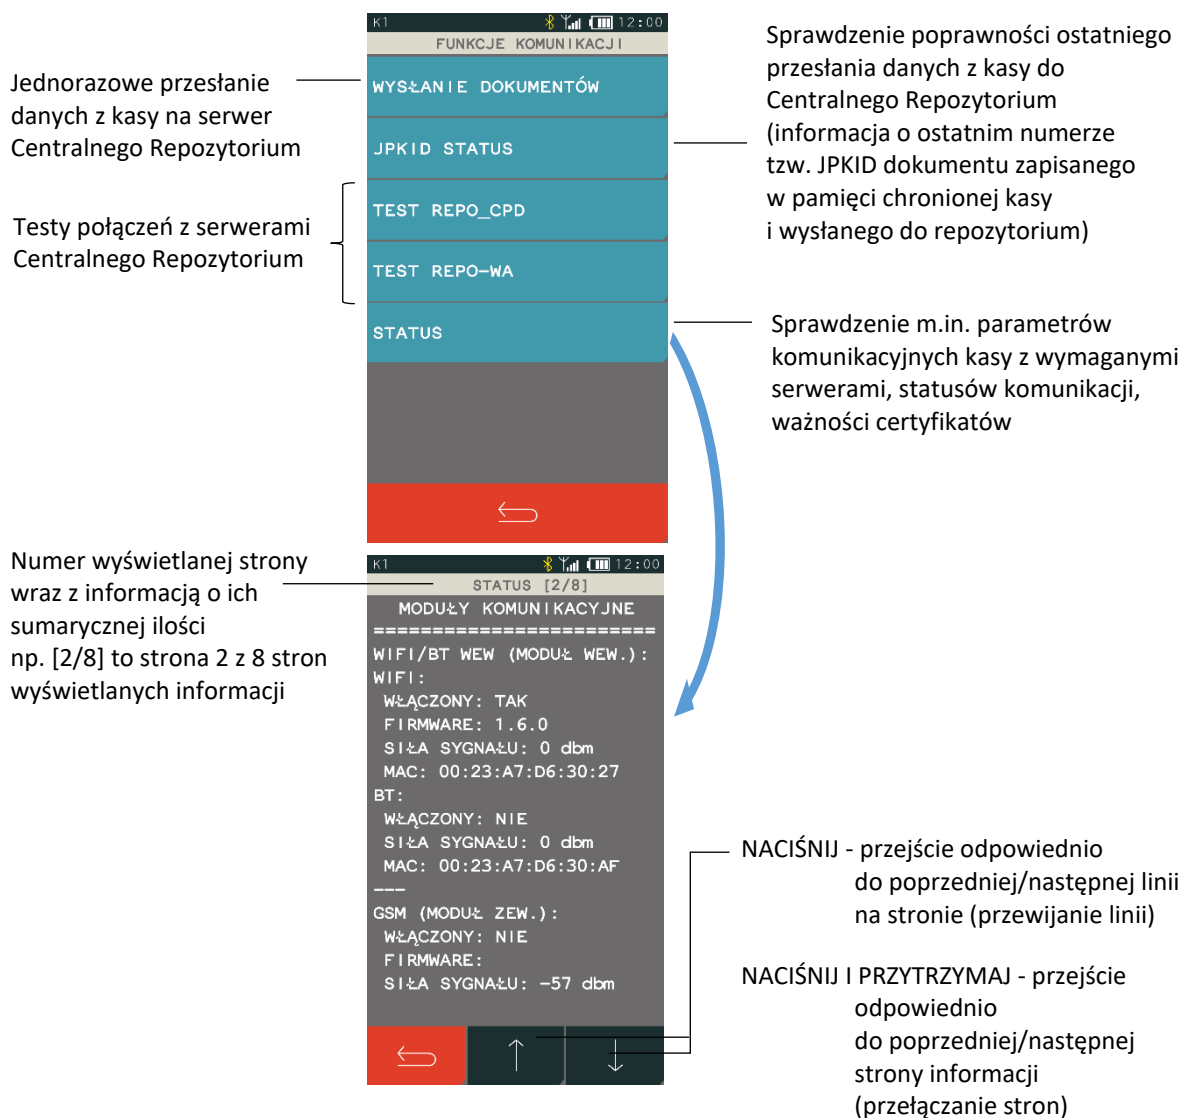 K1 12:00
FUNKCJE KOMUNIKACJI
WYSŁANIE DOKUMENTÓW
JPKID STATUS
TEST REPO_CPD
TEST REPO-WA
STATUS
Jednorazowe przesłanie
danych z kasy na serwer
Centralnego Repozytorium
Testy połączeń z serwerami
Centralnego Repozytorium
Sprawdzenie poprawności ostatniego
przesłania danych z kasy do
Centralnego Repozytorium
(informacja o ostatnim numerze
tzw. JPKID dokumentu zapisanego
w pamięci chronionej kasy
i wysłanego do repozytorium)
Sprawdzenie m.in. parametrów
komunikacyjnych kasy z wymaganymi
serwerami, statusów komunikacji,
ważności certyfikatów
Numer wyświetlanej strony
wraz z informacją o ich
sumarycznej ilości
np. [2/8] to strona 2 z 8 stron
wyświetlanych informacji
K1 12:00
STATUS [2/8]
MODUŁY KOMUNIKACYJNE
========================
WIFI/BT WEW (MODUŁ WEW.):
WIFI:
WŁĄCZONY: TAK
FIRMWARE: 1.6.0
SIŁA SYGNAŁU: 0 dbm
MAC: 00:23:A7:D6:30:27
BT:
WŁĄCZONY: NIE
SIŁA SYGNAŁU: 0 dbm
MAC: 00:23:A7:D6:30:AF
---
GSM (MODUŁ ZEW.):
WŁĄCZONY: NIE
FIRMWARE:
SIŁA SYGNAŁU: -57 dbm
NACIŚNIJ - przejście odpowiednio
do poprzedniej/następnej linii
na stronie (przewijanie linii)
NACIŚNIJ I PRZYTRZYMAJ - przejście
odpowiednio
do poprzedniej/następnej
strony informacji
(przełączanie stron)